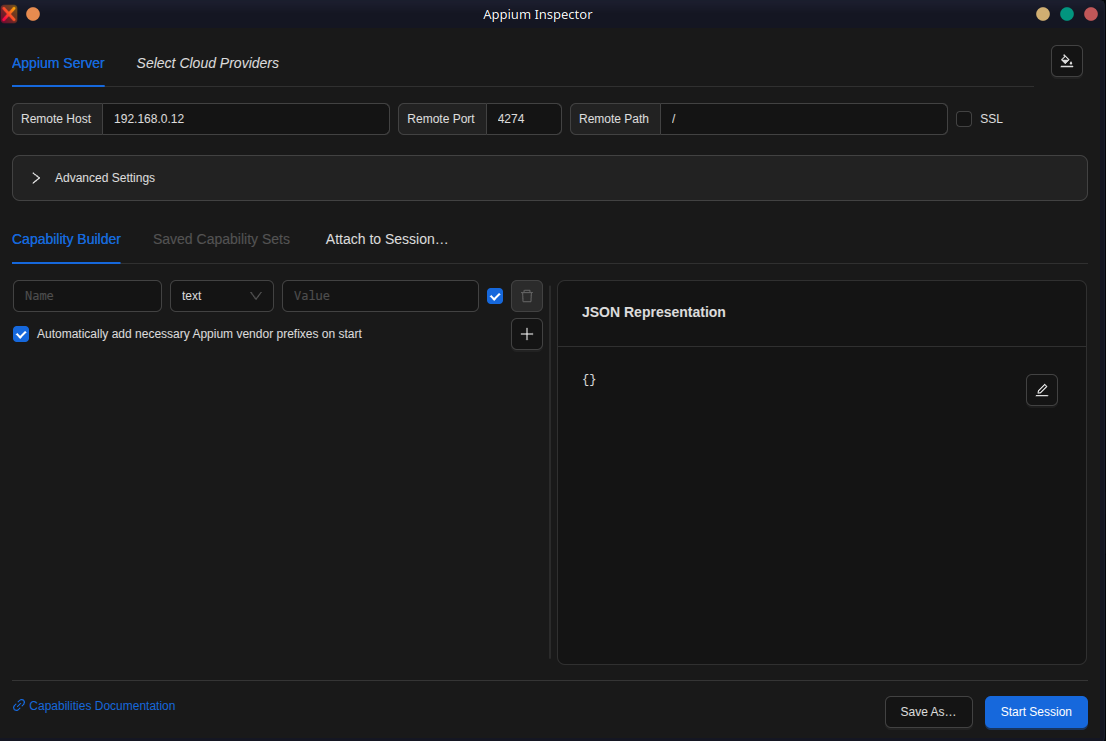 Appium Inspector
Appium Server Select Cloud Providers
Remote Host 192.168.0.12 Remote Port 4274 Remote Path / SSL
Advanced Settings
Capability Builder Saved Capability Sets Attach to Session…
Name text Value
Automatically add necessary Appium vendor prefixes on start
JSON Representation
{}
Capabilities Documentation
Save As… Start Session